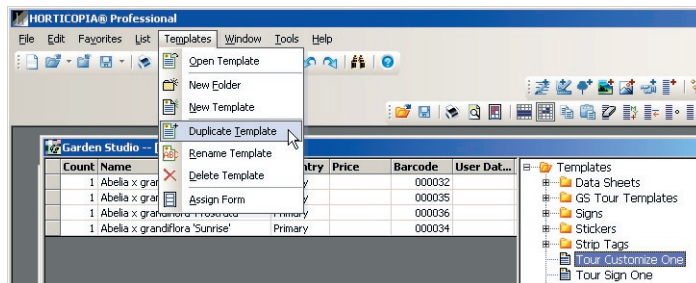 HORTICOPIA® Professional
File Edit Favorites List Templates Window Tools Help
Open Template
New Folder
New Template
Duplicate Template
Rename Template
Delete Template
Assign Form
Garden Studio -- [
Count Name try Price Barcode User Dat...
1 Abelia x gra y 000032
1 Abelia x gra y 000035
1 Abelia x grandiflora 'Prostrata' Primary 000036
1 Abelia x grandiflora 'Sunrise' Primary 000034
Templates
Data Sheets
GS Tour Templates
Signs
Stickers
Strip Tags
Tour Customize One
Tour Sign One